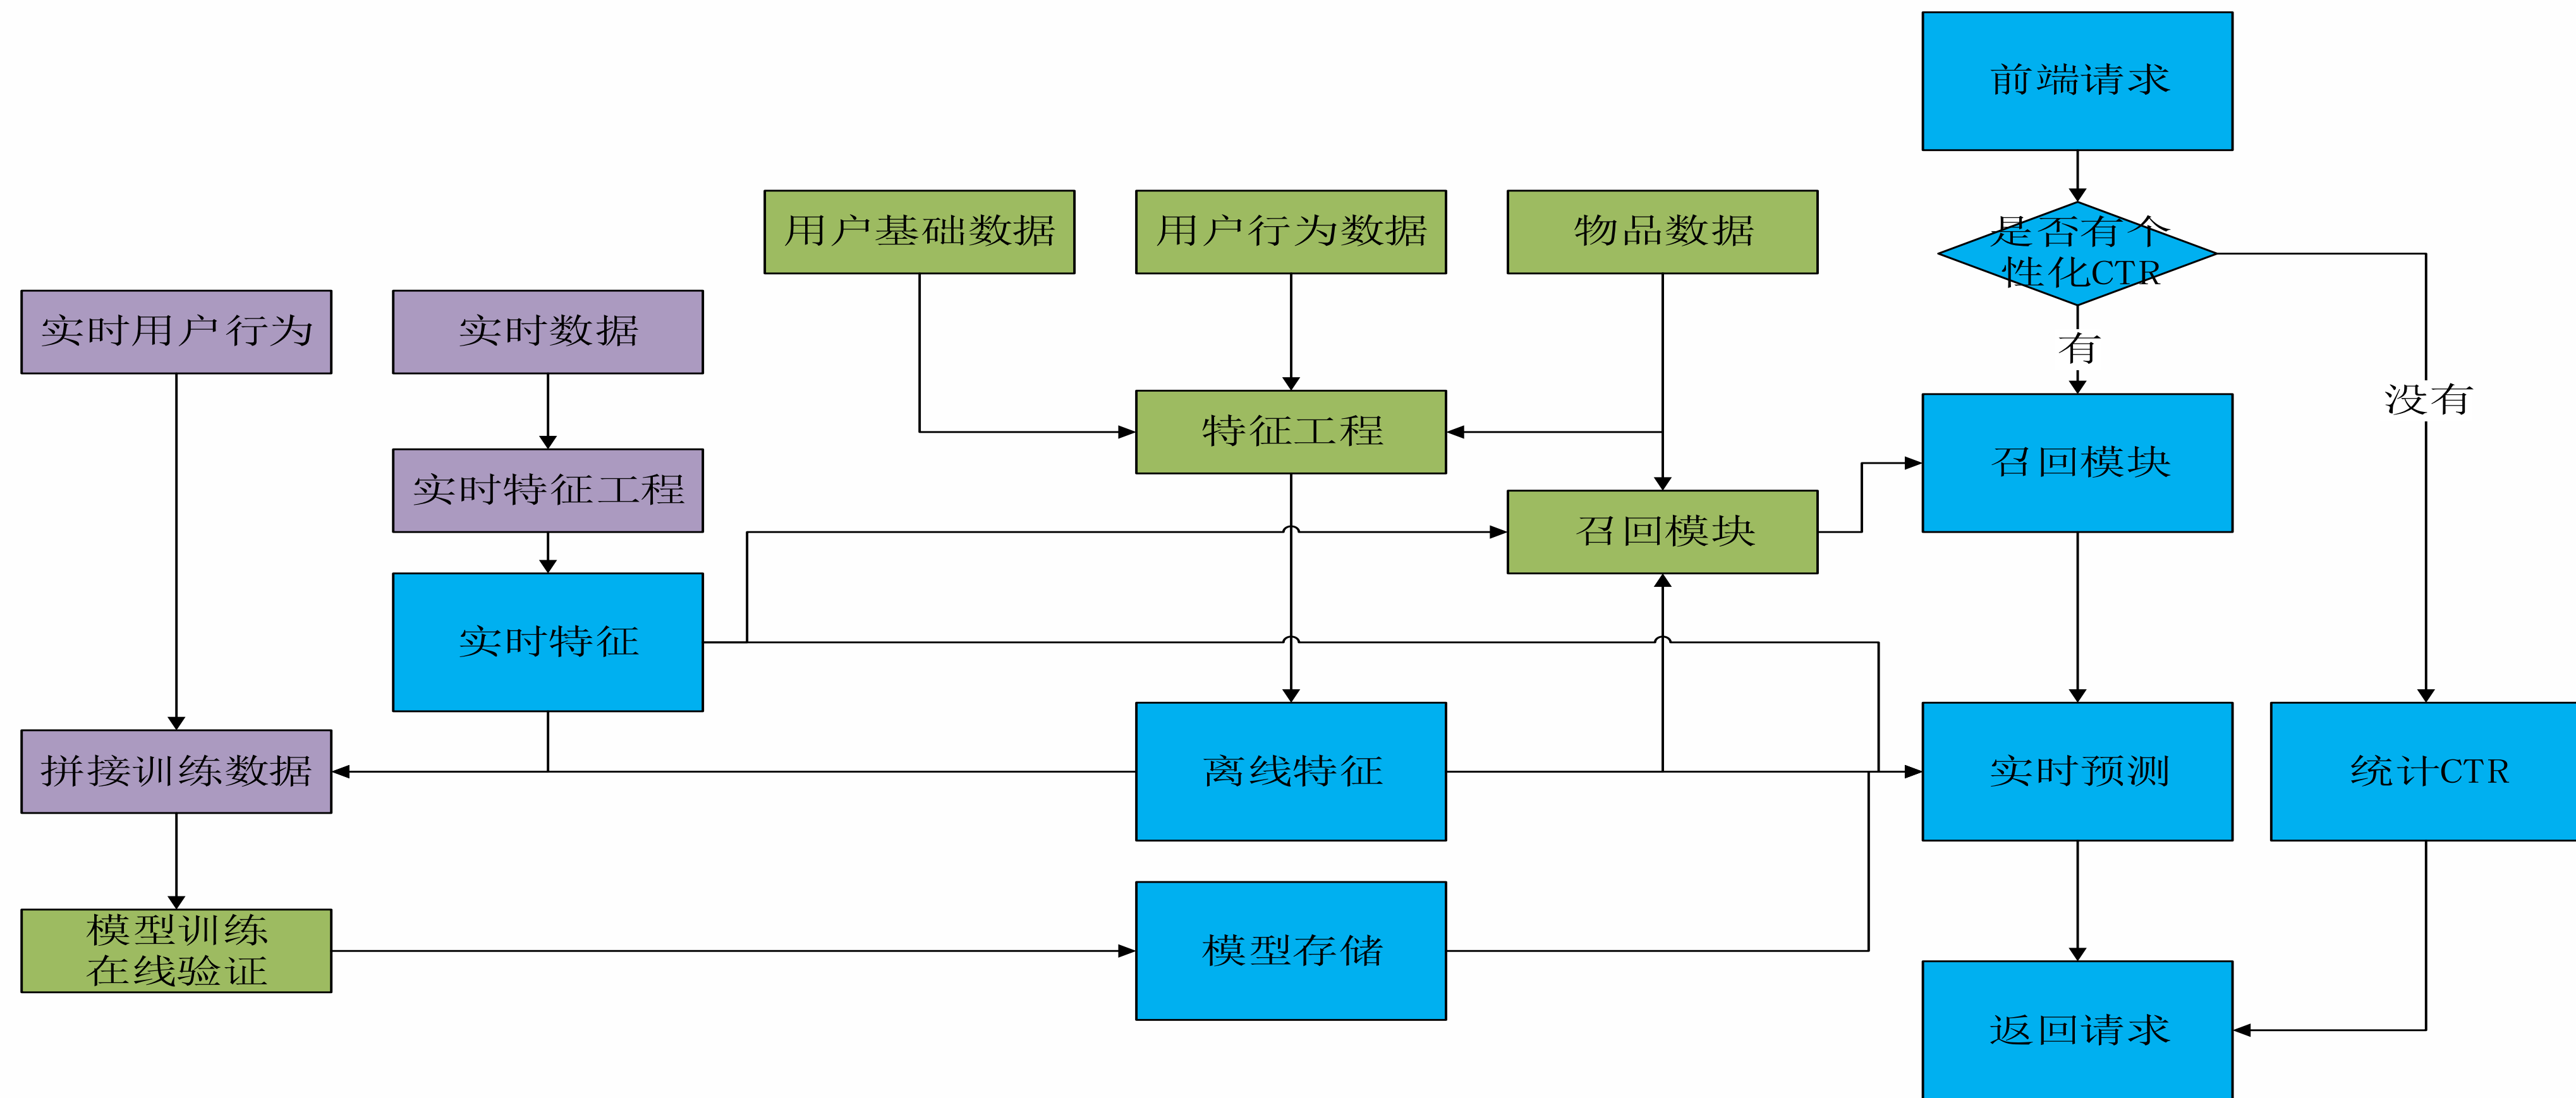 前端请求
用户基础数据
用户行为数据
物品数据
是否有个
性化CTR
实时用户行为
实时数据
有
没有
特征工程
召回模块
实时特征工程
召回模块
实时特征
拼接训练数据
离线特征
实时预测
统计CTR
模型训练
在线验证
模型存储
返回请求